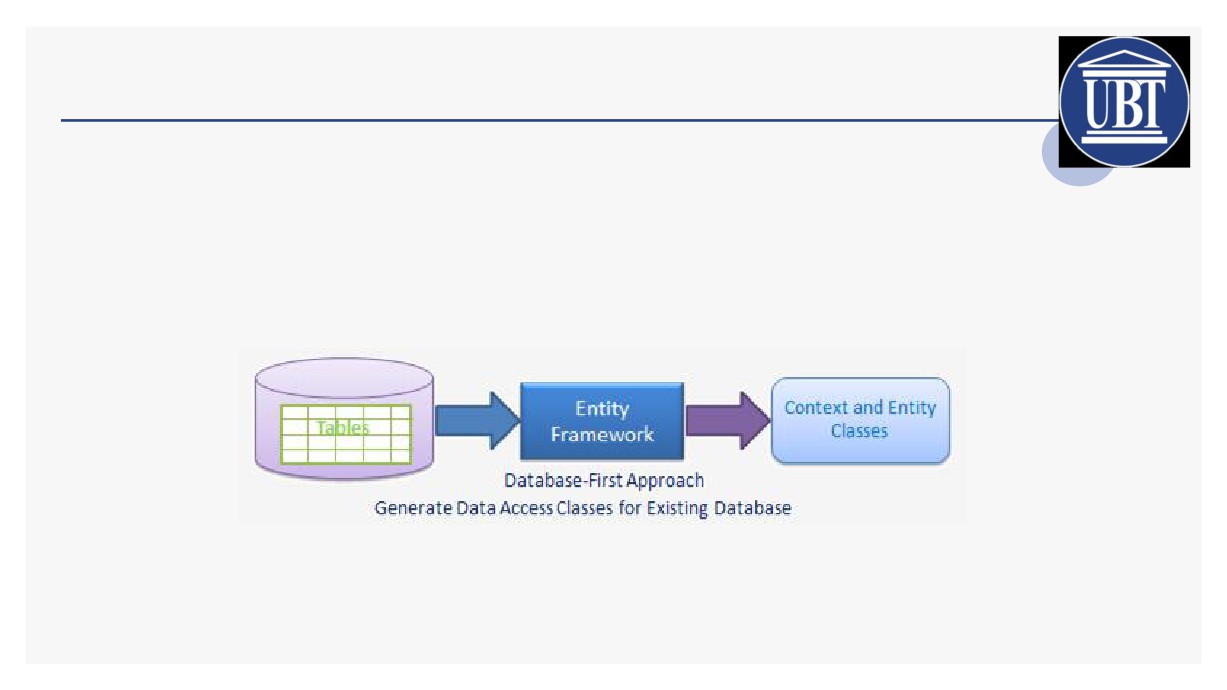 UBT
Tables
Entity
Framework
Context and Entity
Classes
Database-First Approach
Generate Data Access Classes for Existing Database